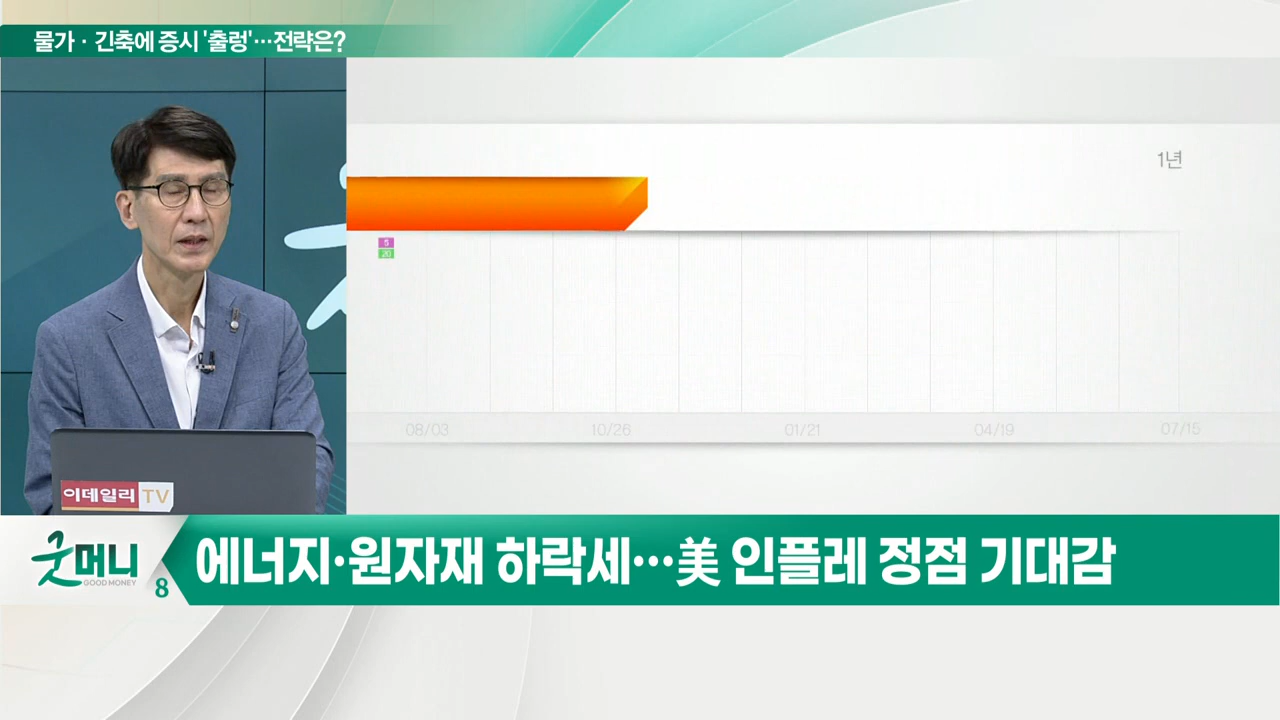 물가·긴축에 증시 '출렁'…전략은?
1년
5
20
08/03 10/26 01/21 04/19 07/15
이데일리 TV
굿머니
GOOD MONEY
8
에너지·원자재 하락세…美 인플레 정점 기대감